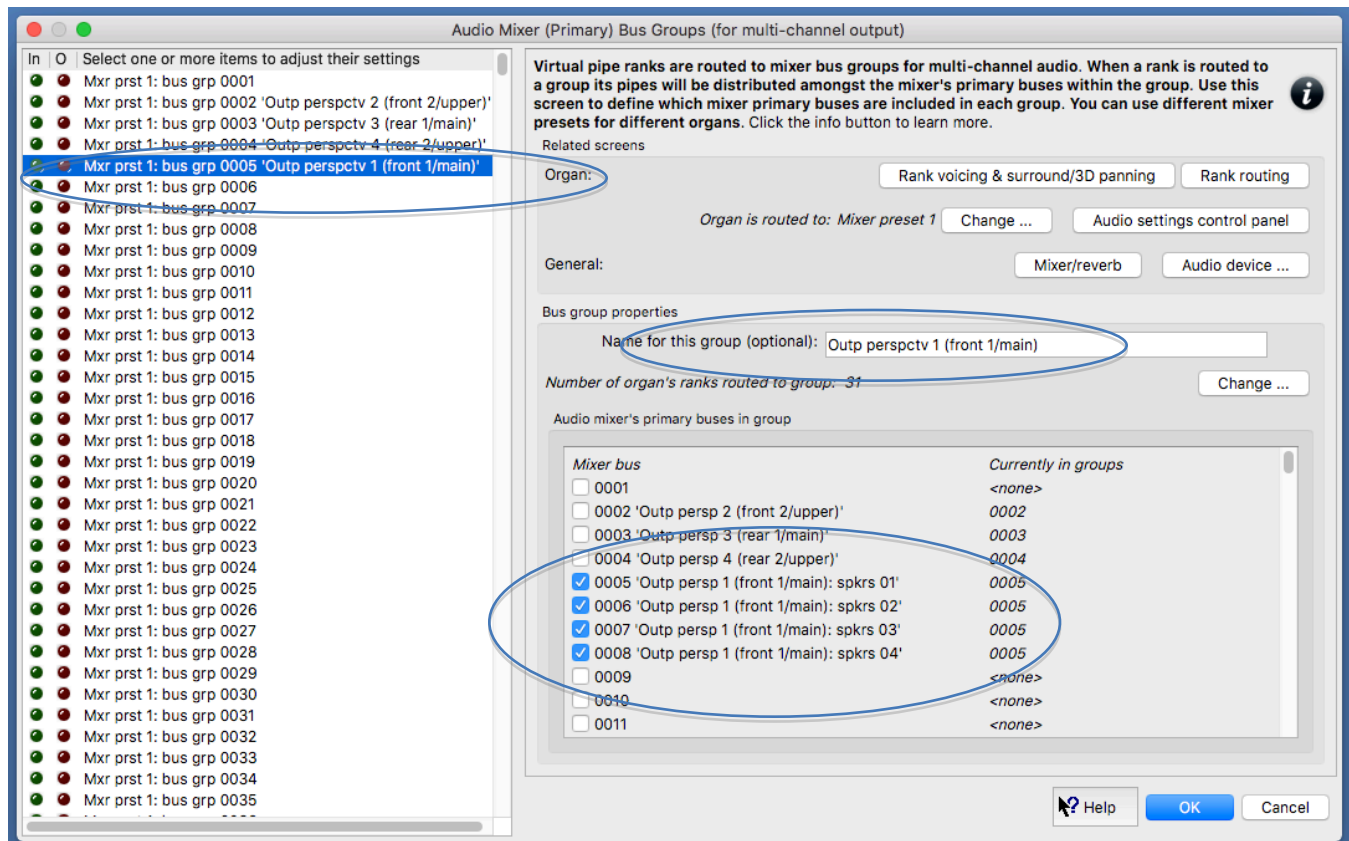 Audio Mixer (Primary) Bus Groups (for multi-channel output)
In O Select one or more items to adjust their settings
Mxr prst 1: bus grp 0001
Mxr prst 1: bus grp 0002 'Outp perspctv 2 (front 2/upper)'
Mxr prst 1: bus grp 0003 'Outp perspctv 3 (rear 1/main)'
Mxr prst 1: bus grp 0004 'Outp perspctv 4 (rear 2/upper)'
Mxr prst 1: bus grp 0005 'Outp perspctv 1 (front 1/main)'
Mxr prst 1: bus grp 0006
Mxr prst 1: bus grp 0007
Mxr prst 1: bus grp 0008
Mxr prst 1: bus grp 0009
Mxr prst 1: bus grp 0010
Mxr prst 1: bus grp 0011
Mxr prst 1: bus grp 0012
Mxr prst 1: bus grp 0013
Mxr prst 1: bus grp 0014
Mxr prst 1: bus grp 0015
Mxr prst 1: bus grp 0016
Mxr prst 1: bus grp 0017
Mxr prst 1: bus grp 0018
Mxr prst 1: bus grp 0019
Mxr prst 1: bus grp 0020
Mxr prst 1: bus grp 0021
Mxr prst 1: bus grp 0022
Mxr prst 1: bus grp 0023
Mxr prst 1: bus grp 0024
Mxr prst 1: bus grp 0025
Mxr prst 1: bus grp 0026
Mxr prst 1: bus grp 0027
Mxr prst 1: bus grp 0028
Mxr prst 1: bus grp 0029
Mxr prst 1: bus grp 0030
Mxr prst 1: bus grp 0031
Mxr prst 1: bus grp 0032
Mxr prst 1: bus grp 0033
Mxr prst 1: bus grp 0034
Mxr prst 1: bus grp 0035
Virtual pipe ranks are routed to mixer bus groups for multi-channel audio. When a rank is routed to
a group its pipes will be distributed amongst the mixer's primary buses within the group. Use this
screen to define which mixer primary buses are included in each group. You can use different mixer
presets for different organs. Click the info button to learn more.
Related screens
Organ: Rank voicing & surround/3D panning Rank routing
Organ is routed to: Mixer preset 1 Change ... Audio settings control panel
General: Mixer/reverb Audio device ...
Bus group properties
Name for this group (optional): Outp perspctv 1 (front 1/main)
Number of organ's ranks routed to group: 31 Change ...
Audio mixer's primary buses in group
Mixer bus Currently in groups
0001 <none>
0002 'Outp persp 2 (front 2/upper)' 0002
0003 'Outp persp 3 (rear 1/main)' 0003
0004 'Outp persp 4 (rear 2/upper)' 0004
0005 'Outp persp 1 (front 1/main): spkrs 01' 0005
0006 'Outp persp 1 (front 1/main): spkrs 02' 0005
0007 'Outp persp 1 (front 1/main): spkrs 03' 0005
0008 'Outp persp 1 (front 1/main): spkrs 04' 0005
0009 <none>
0010 <none>
0011 <none>
Help OK Cancel